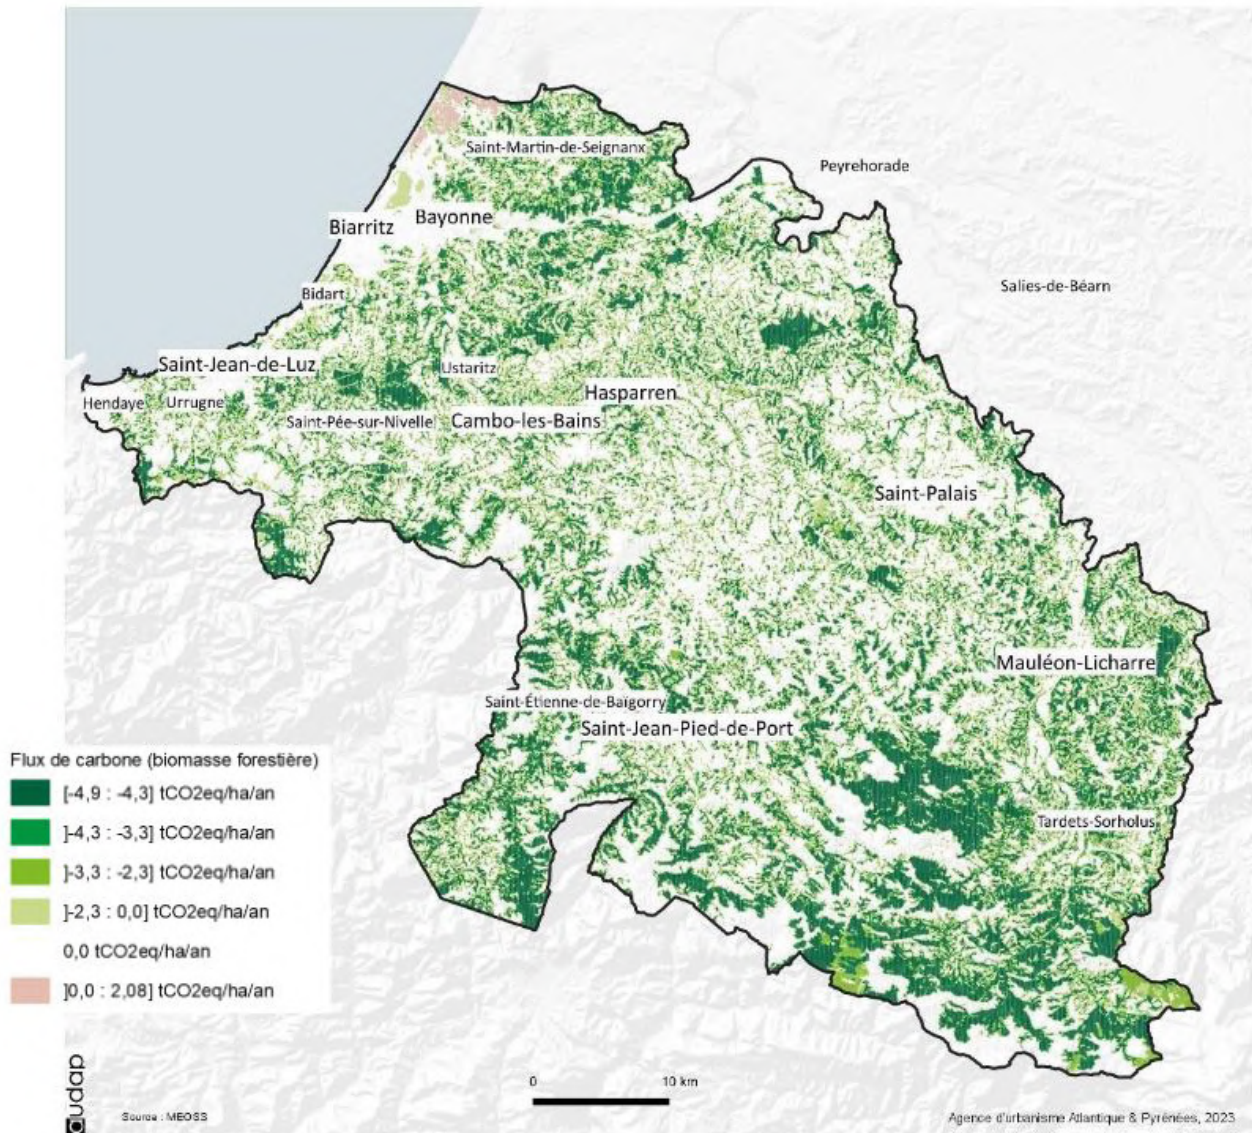 Saint-Martin-de-Seignanx
Peyrehorade
Bayonne
Biarritz
Salies-de-Béarn
Bidart
Saint-Jean-de-Luz
Ustaritz
Hasparren
Hendaye
Urrugne
Saint-Pée-sur-Nivelle
Cambo-les-Bains
Saint-Palais
Mauléon-Licharre
Saint-Étienne-de-Baïgorry
Saint-Jean-Pied-de-Port
Tardets-Sorholus
Flux de carbone (biomasse forestière)
[-4,9 : -4,3] tCO2eq/ha/an
]-4,3 : -3,3] tCO2eq/ha/an
]-3,3 : -2,3] tCO2eq/ha/an
]-2,3 : 0,0] tCO2eq/ha/an
0,0 tCO2eq/ha/an
]0,0 : 2,08] tCO2eq/ha/an
0 10 km
audap
Source : MEOSS
Agence d'urbanisme Atlantique & Pyrénées, 2023